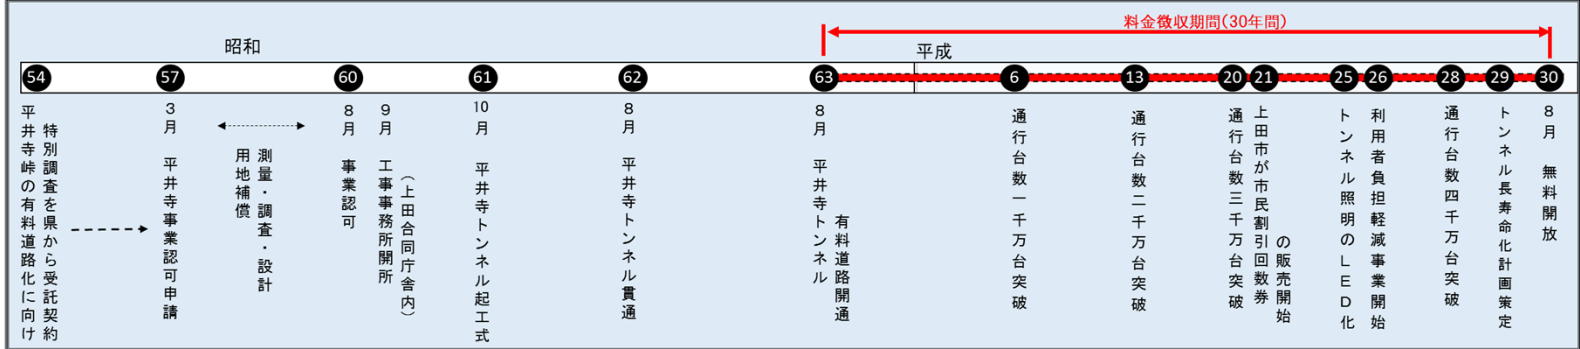 料金徴収期間(30年間)
昭和
平成
54
57
60
61
62
63
6
13
20
21
25
26
28
29
30
平井寺峠の有料道路化に向け
特別調査を県から受託契約
3月 平井寺事業認可申請
用地補償
測量・調査・設計
8月 事業認可
9月 工事事務所開所
(上田合同庁舎内)
10月 平井寺トンネル起工式
8月 平井寺トンネル貫通
8月 平井寺トンネル
有料道路開通
通行台数一千万台突破
通行台数二千万台突破
通行台数三千万台突破
上田市が市民割引回数券
の販売開始
トンネル照明のLED化
利用者負担軽減事業開始
通行台数四千万台突破
トンネル長寿命化計画策定
8月 無料開放